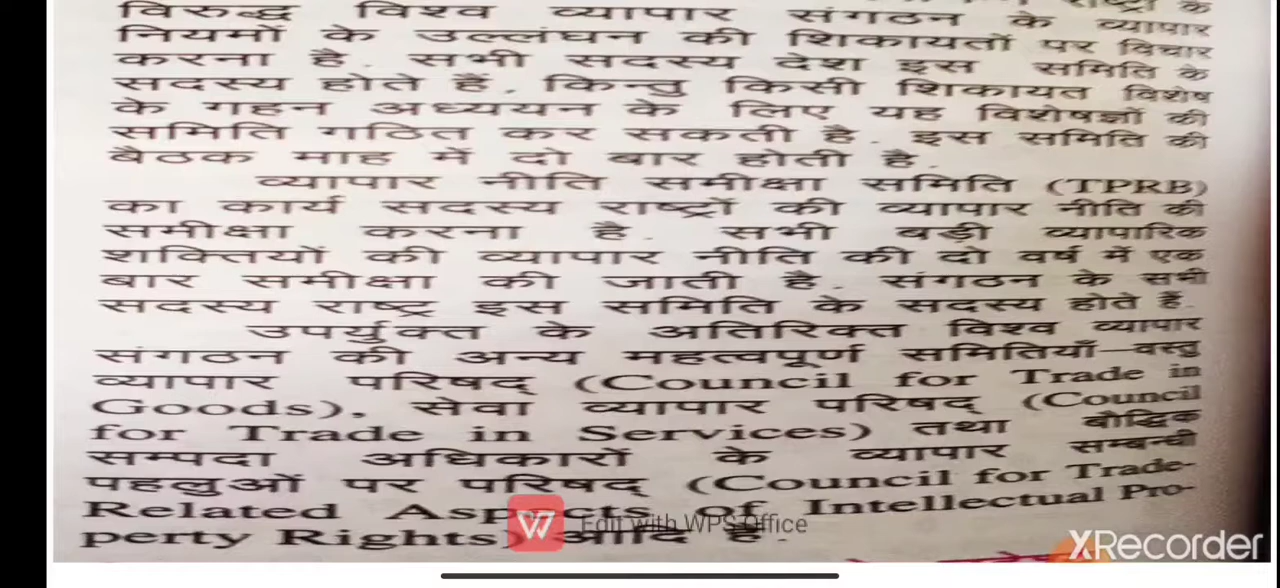 विरुद्ध विश्व व्यापार संगठन के व्यापार
नियमों के उल्लंघन की शिकायतों पर विचार
करना है. सभी सदस्य देश इस समिति के
सदस्य होते हैं, किन्तु किसी शिकायत विशेष
के गहन अध्ययन के लिए यह विशेषज्ञों की
समिति गठित कर सकती है. इस समिति की
बैठक माह में दो बार होती है.
व्यापार नीति समीक्षा समिति (TPRB)
का कार्य सदस्य राष्ट्रों की व्यापार नीति की
समीक्षा करना है. सभी बड़ी व्यापारिक
शक्तियों की व्यापार नीति की दो वर्ष में एक
बार समीक्षा की जाती है. संगठन के सभी
सदस्य राष्ट्र इस समिति के सदस्य होते हैं.
उपर्युक्त के अतिरिक्त विश्व व्यापार
संगठन की अन्य महत्वपूर्ण समितियाँ—वस्तु
व्यापार परिषद् (Council for Trade in
Goods), सेवा व्यापार परिषद् (Council
for Trade in Services) तथा बौद्धिक
सम्पदा अधिकारों के व्यापार सम्बन्धी
पहलुओं पर परिषद् (Council for Trade-
Related Aspects of Intellectual Pro-
perty Rights) आदि हैं.
Edit with WPS Office
XRecorder